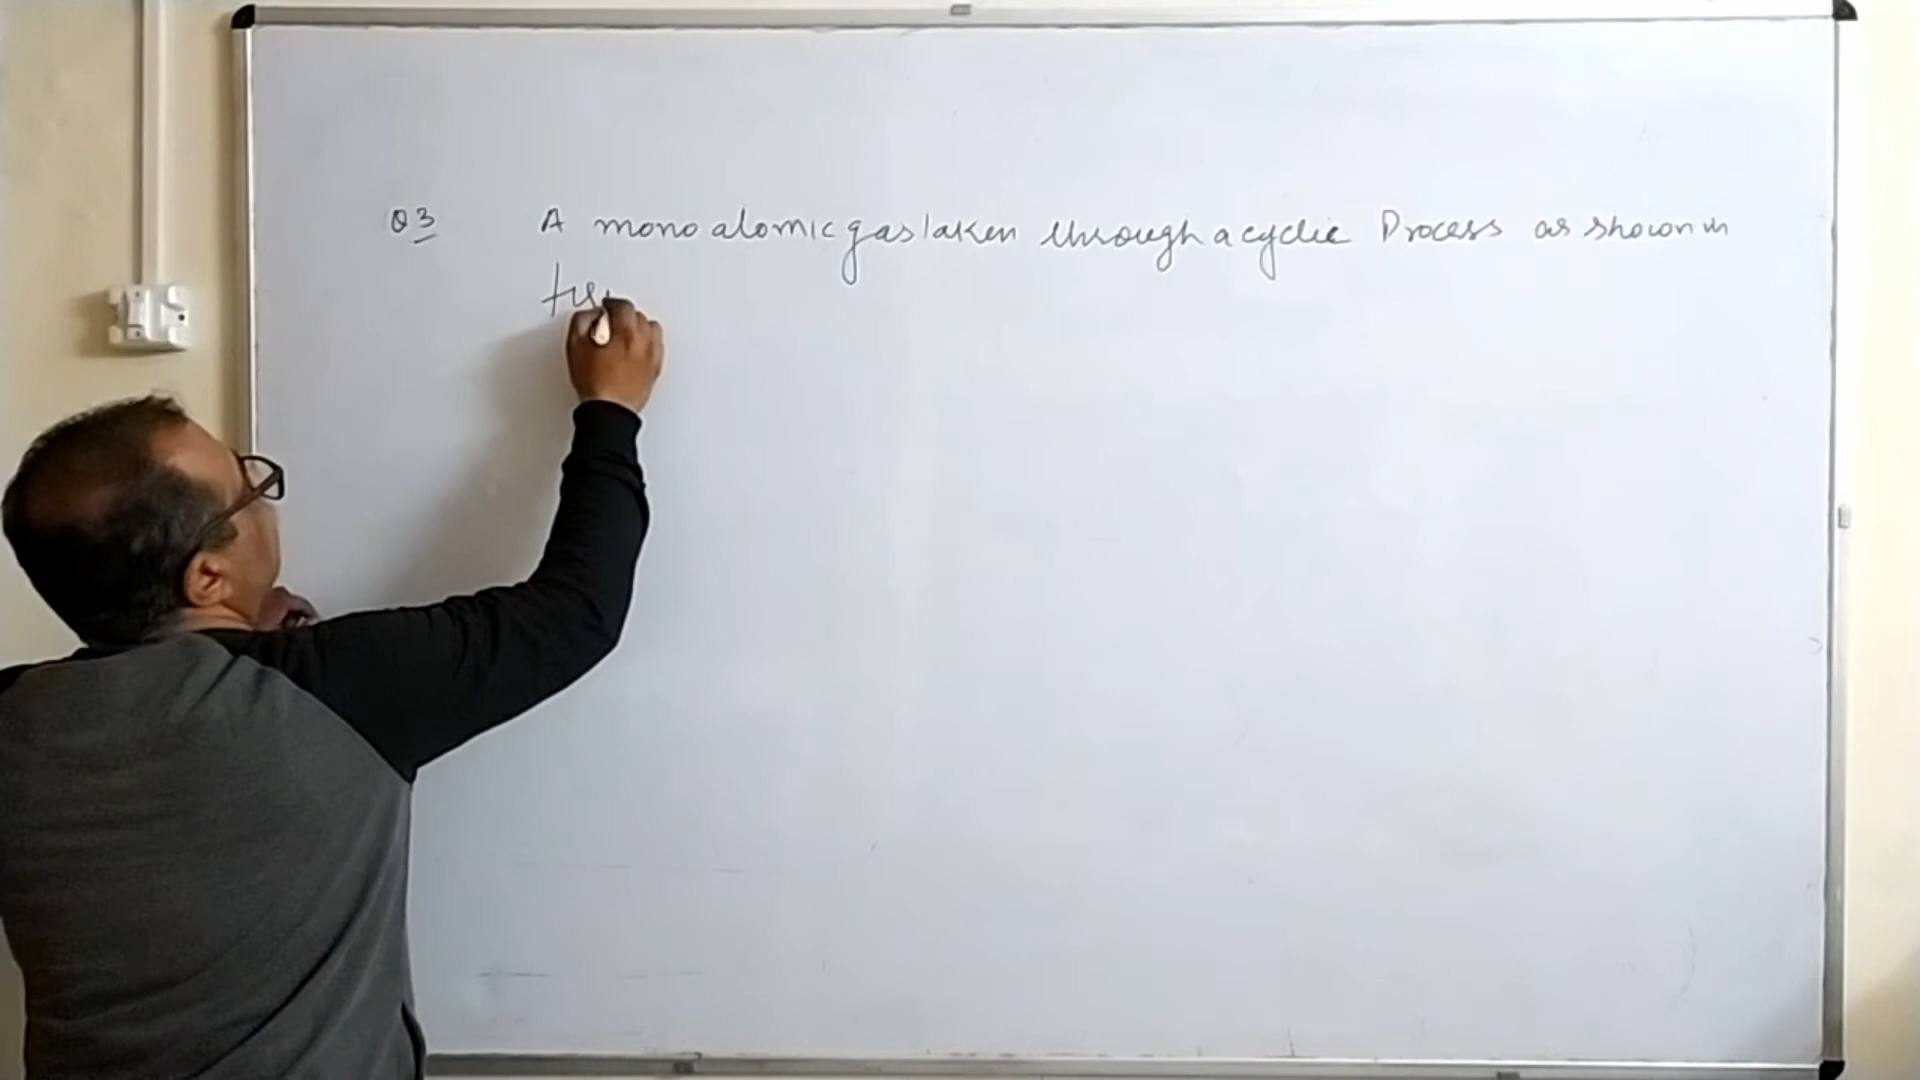 Q3 A mono atomic gas taken through a cyclic Process as shown in